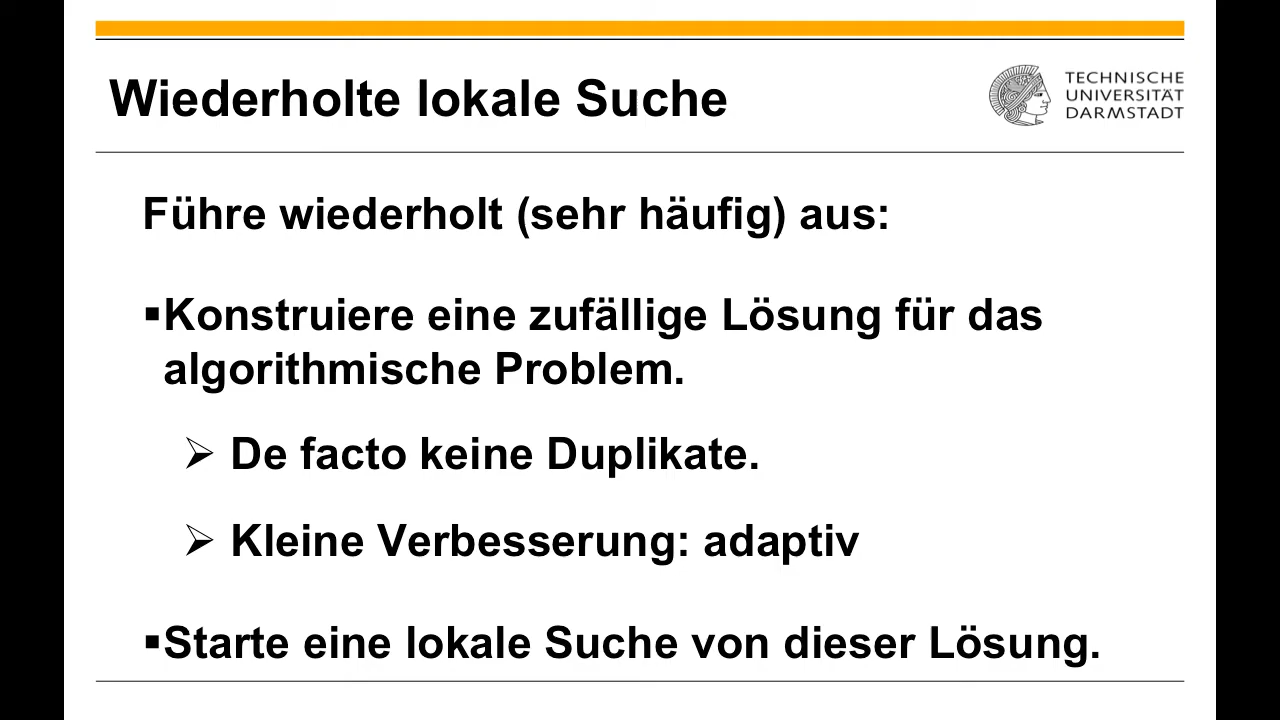 Wiederholte lokale Suche
TECHNISCHE
UNIVERSITÄT
DARMSTADT
Führe wiederholt (sehr häufig) aus:
▪Konstruiere eine zufällige Lösung für das
algorithmische Problem.
➢ De facto keine Duplikate.
➢ Kleine Verbesserung: adaptiv
▪Starte eine lokale Suche von dieser Lösung.